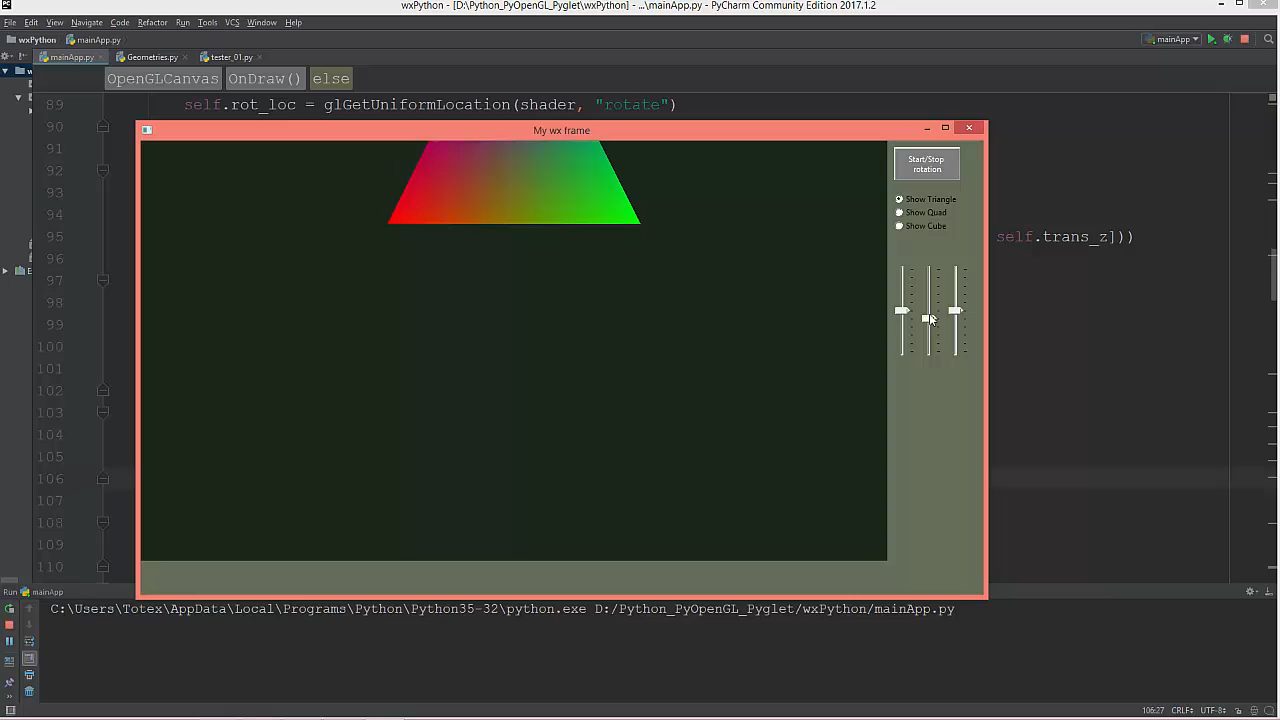 wxPython - [D:\Python_PyOpenGL_Pyglet\wxPython] - ...\mainApp.py - PyCharm Community Edition 2017.1.2
File Edit View Navigate Code Refactor Run Tools VCS Window Help
wxPython mainApp.py mainApp
mainApp.py Geometries.py tester_01.py
OpenGLCanvas OnDraw() else
89 self.rot_loc = glGetUniformLocation(shader, "rotate")
90
My wx frame
91
Start/Stop
rotation
92
93 Show Triangle
94 Show Quad
Show Cube
95 self.trans_z]))
96
97
98
99
100
101
102
103
104
105
106
107
108
109
110
Run mainApp
C:\Users\Totex\AppData\Local\Programs\Python\Python35-32\python.exe D:/Python_PyOpenGL_Pyglet/wxPython/mainApp.py
106:27 CRLF÷ UTF-8÷